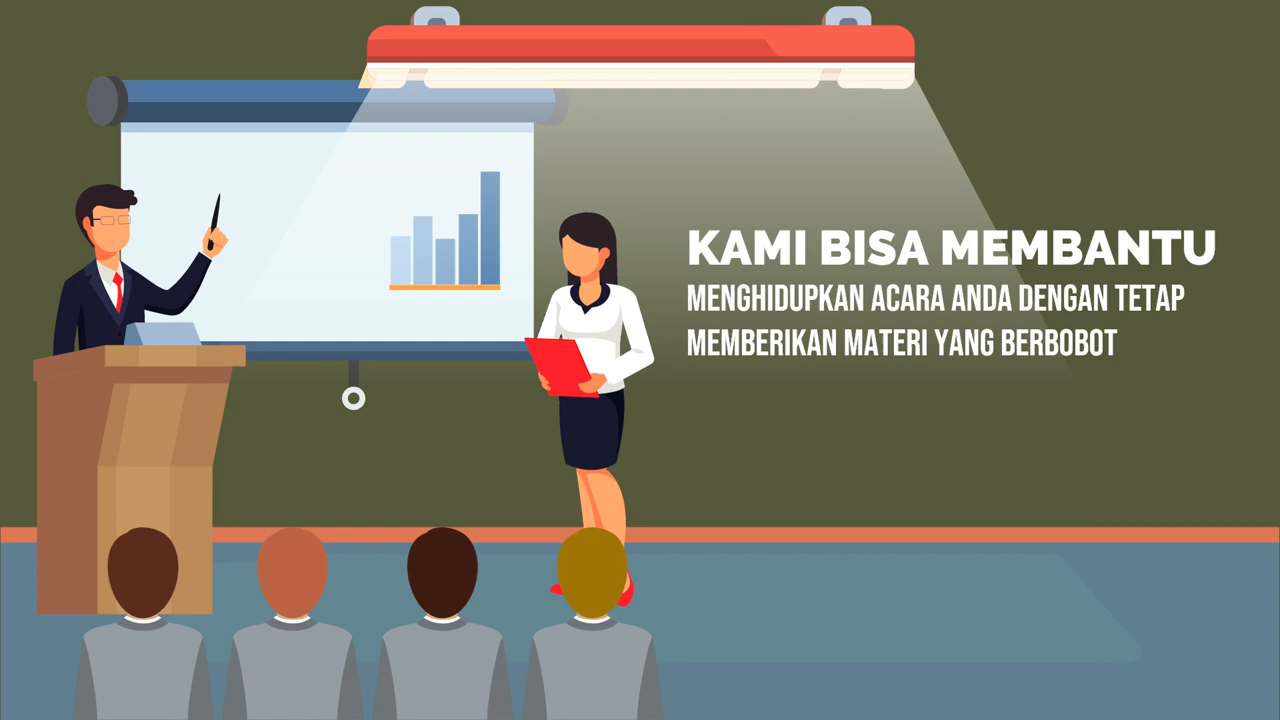 KAMI BISA MEMBANTU
MENGHIDUPKAN ACARA ANDA DENGAN TETAP
MEMBERIKAN MATERI YANG BERBOBOT